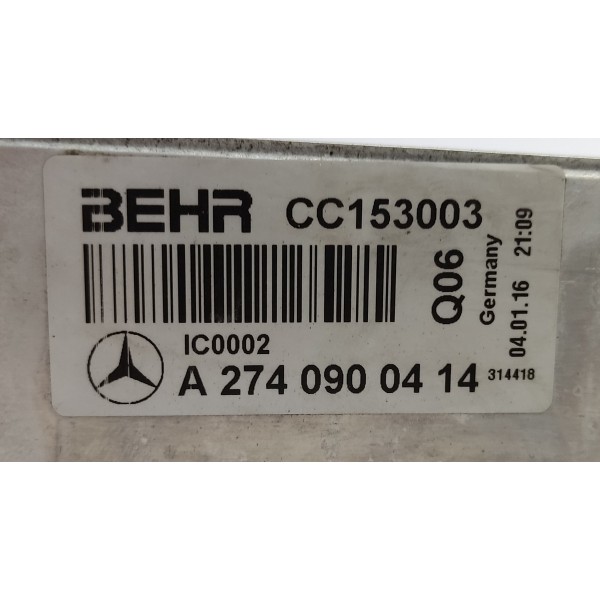 BEHR CC153003
IC0002
A 274 090 04 14
Q06
Germany
04.01.16 21:09
314418